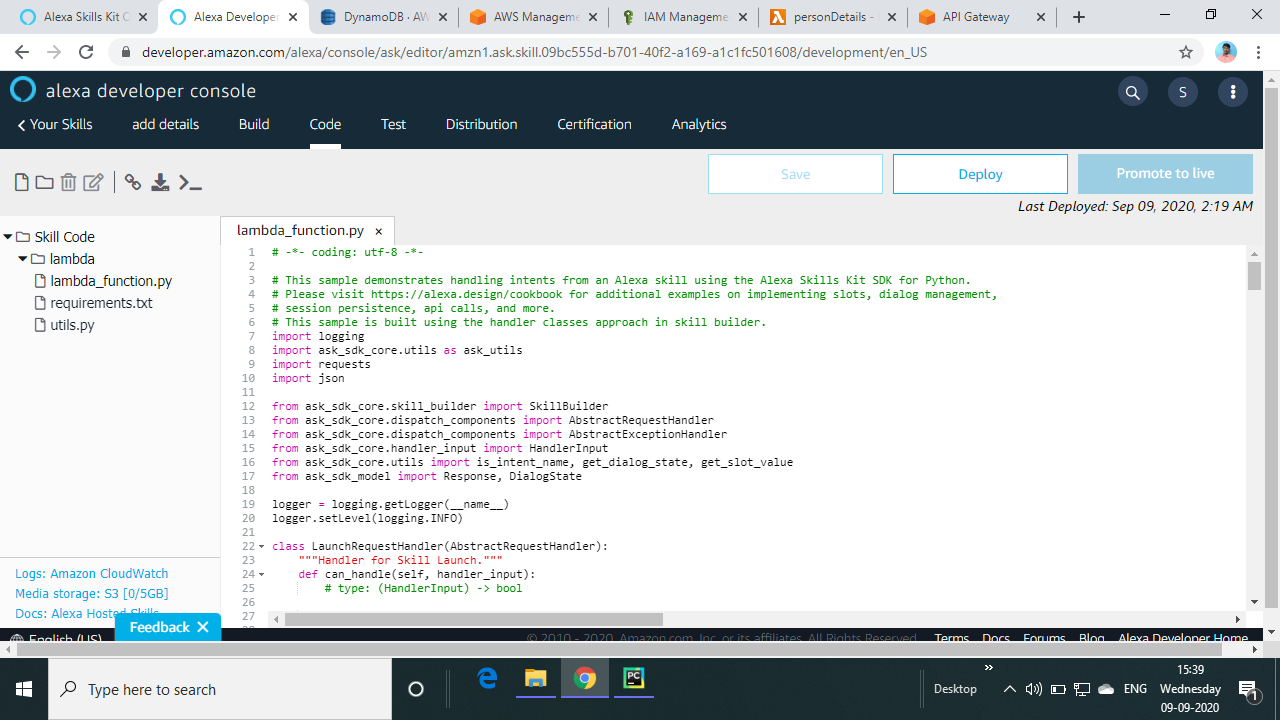 Alexa Skills Kit C
Alexa Developer
DynamoDB · AW
AWS Manageme
IAM Manageme
personDetails -
API Gateway
developer.amazon.com/alexa/console/ask/editor/amzn1.ask.skill.09bc555d-b701-40f2-a169-a1c1fc501608/development/en_US
alexa developer console
S
Your Skills
add details
Build
Code
Test
Distribution
Certification
Analytics
Save
Deploy
Promote to live
Last Deployed: Sep 09, 2020, 2:19 AM
Skill Code
lambda
lambda_function.py
requirements.txt
utils.py
Logs: Amazon CloudWatch
Media storage: S3 [0/5GB]
Docs: Alexa Hosted Skills
lambda_function.py ×
1 # -*- coding: utf-8 -*-
2
3 # This sample demonstrates handling intents from an Alexa skill using the Alexa Skills Kit SDK for Python.
4 # Please visit https://alexa.design/cookbook for additional examples on implementing slots, dialog management,
5 # session persistence, api calls, and more.
6 # This sample is built using the handler classes approach in skill builder.
7 import logging
8 import ask_sdk_core.utils as ask_utils
9 import requests
10 import json
11
12 from ask_sdk_core.skill_builder import SkillBuilder
13 from ask_sdk_core.dispatch_components import AbstractRequestHandler
14 from ask_sdk_core.dispatch_components import AbstractExceptionHandler
15 from ask_sdk_core.handler_input import HandlerInput
16 from ask_sdk_core.utils import is_intent_name, get_dialog_state, get_slot_value
17 from ask_sdk_model import Response, DialogState
18
19 logger = logging.getLogger(__name__)
20 logger.setLevel(logging.INFO)
21
22 class LaunchRequestHandler(AbstractRequestHandler):
23 """Handler for Skill Launch."""
24 def can_handle(self, handler_input):
25 # type: (HandlerInput) -> bool
26
27
Feedback ✕
English (US)
© 2010 - 2020, Amazon.com, Inc. or its affiliates. All Rights Reserved.
Terms
Docs
Forums
Blog
Alexa Developer Home
Type here to search
PC
Desktop
»
ENG
15:39
Wednesday
09-09-2020
1